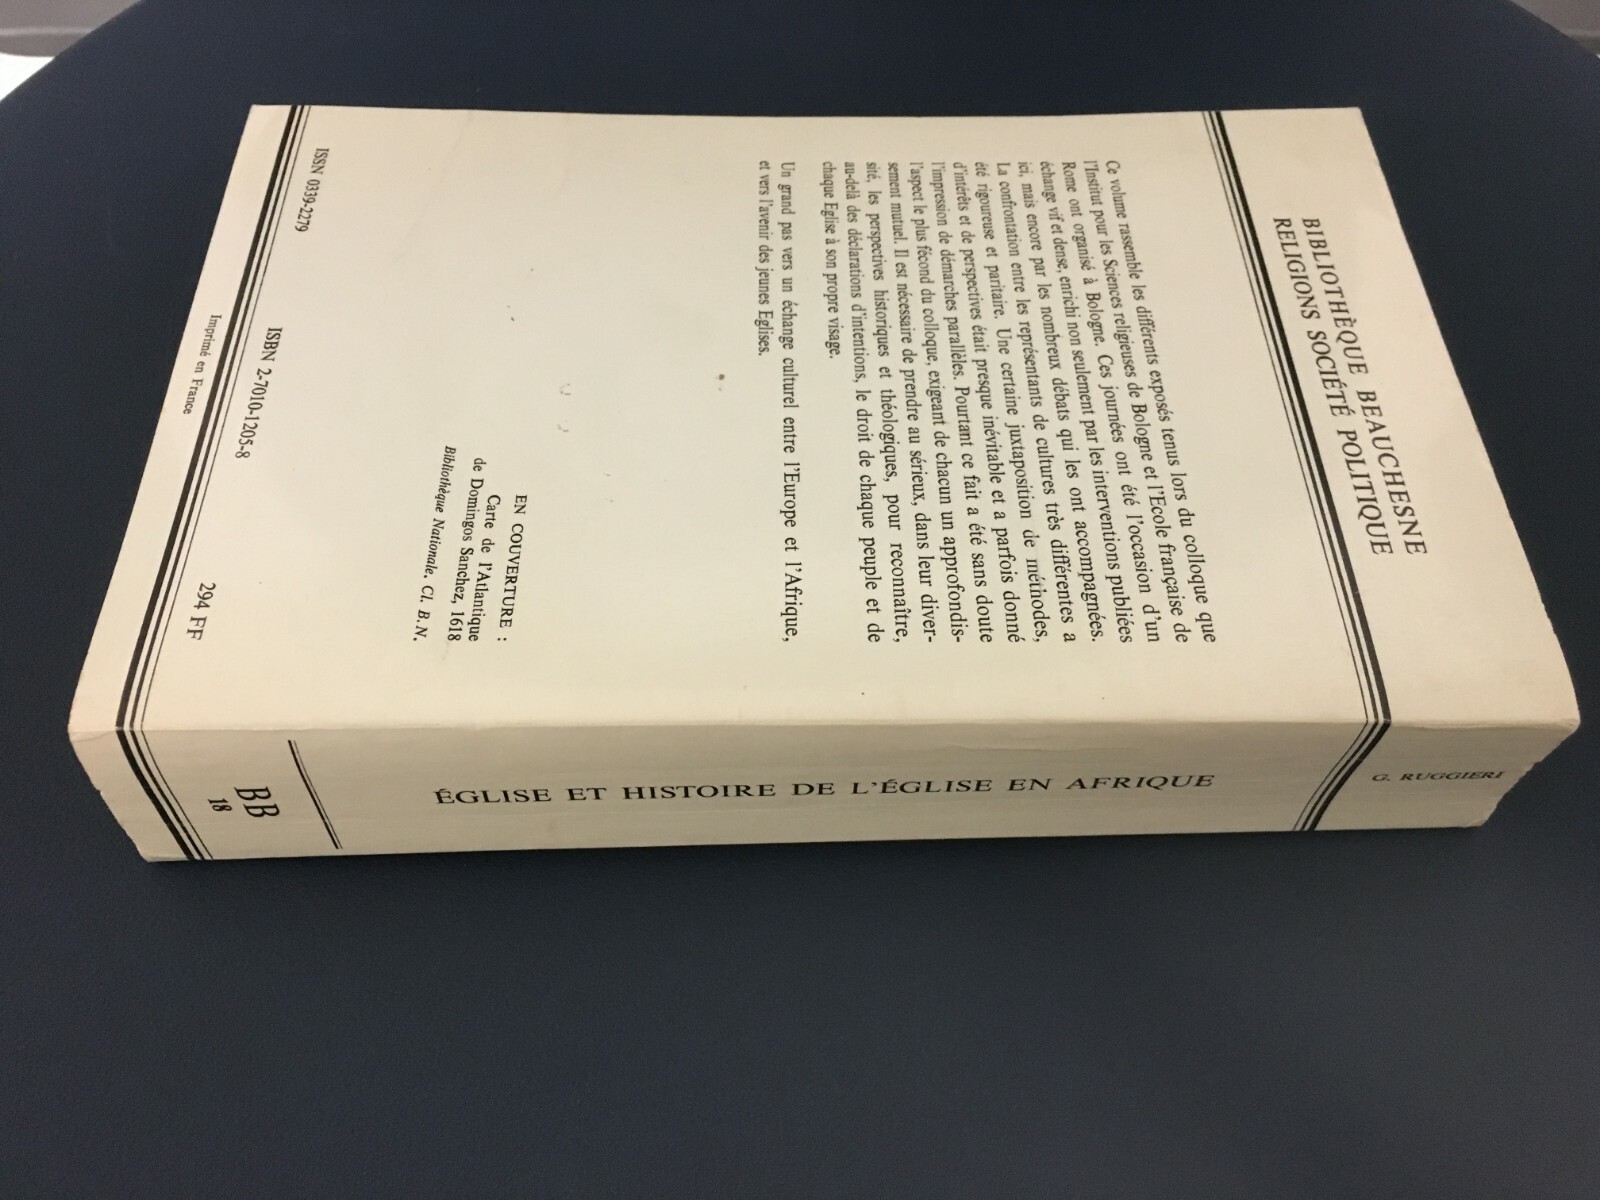 BIBLIOTHÈQUE BEAUCHESNE
RELIGIONS SOCIÉTÉ POLITIQUE
Ce volume rassemble les différents exposés tenus lors du colloque que
l'Institut pour les Sciences religieuses de Bologne et l'Ecole française de
Rome ont organisé à Bologne. Ces journées ont été l'occasion d'un
échange vif et dense, enrichi non seulement par les interventions publiées
ici, mais encore par les nombreux débats qui les ont accompagnées.
La confrontation entre les représentants de cultures très différentes a
été rigoureuse et paritaire. Une certaine juxtaposition de méthodes,
d'intérêts et de perspectives était presque inévitable et a parfois donné
l'impression de démarches parallèles. Pourtant ce fait a été sans doute
l'aspect le plus fécond du colloque, exigeant de chacun un approfondis-
sement mutuel. Il est nécessaire de prendre au sérieux, dans leur diver-
sité, les perspectives historiques et théologiques, pour reconnaître,
au-delà des déclarations d'intentions, le droit de chaque peuple et de
chaque Eglise à son propre visage.
Un grand pas vers un échange culturel entre l'Europe et l'Afrique,
et vers l'avenir des jeunes Eglises.
EN COUVERTURE :
Carte de l'Atlantique
de Domingos Sanchez, 1618
Bibliothèque Nationale. Cl. B.N.
ISSN 0339-2279
ISBN 2-7010-1205-8
294 FF
Imprimé en France
G. RUGGIERI
ÉGLISE ET HISTOIRE DE L'ÉGLISE EN AFRIQUE
BB
18